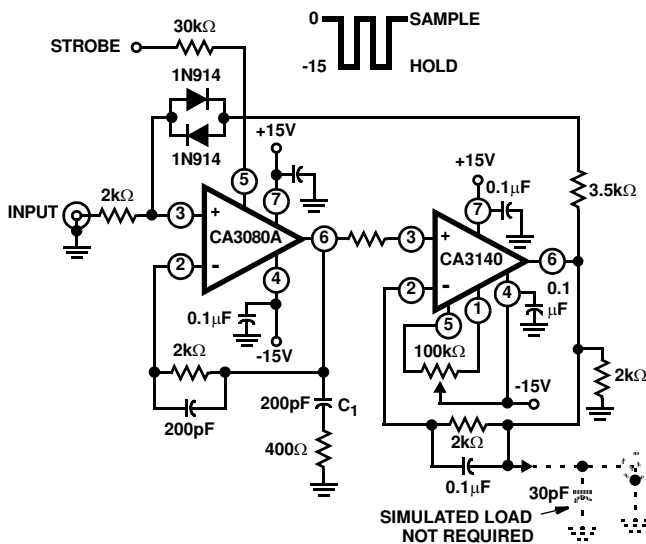 0
SAMPLE
-15
HOLD
30kΩ
STROBE
1N914
1N914
+15V
+15V
2kΩ
INPUT
5
7
0.1μF
7
3.5kΩ
3
+
CA3080A
6
3
+
CA3140
6
2
-
4
2
-
4
0.1
μF
0.1μF
-15V
5
1
100kΩ
-15V
2kΩ
200pF
200pF
C1
400Ω
2kΩ
0.1μF
2kΩ
30pF
SIMULATED LOAD
NOT REQUIRED